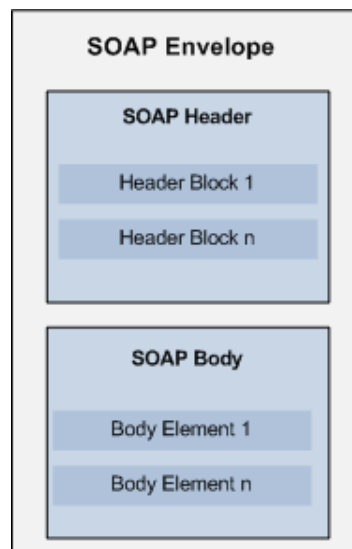 SOAP Envelope
SOAP Header
Header Block 1
Header Block n
SOAP Body
Body Element 1
Body Element n